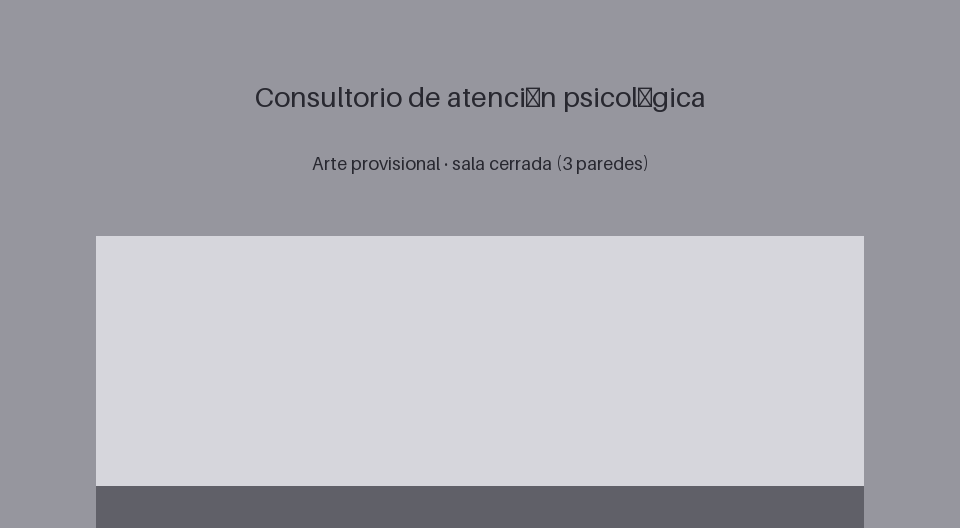 Consultorio de atenci☒n psicol☒gica
Arte provisional · sala cerrada (3 paredes)